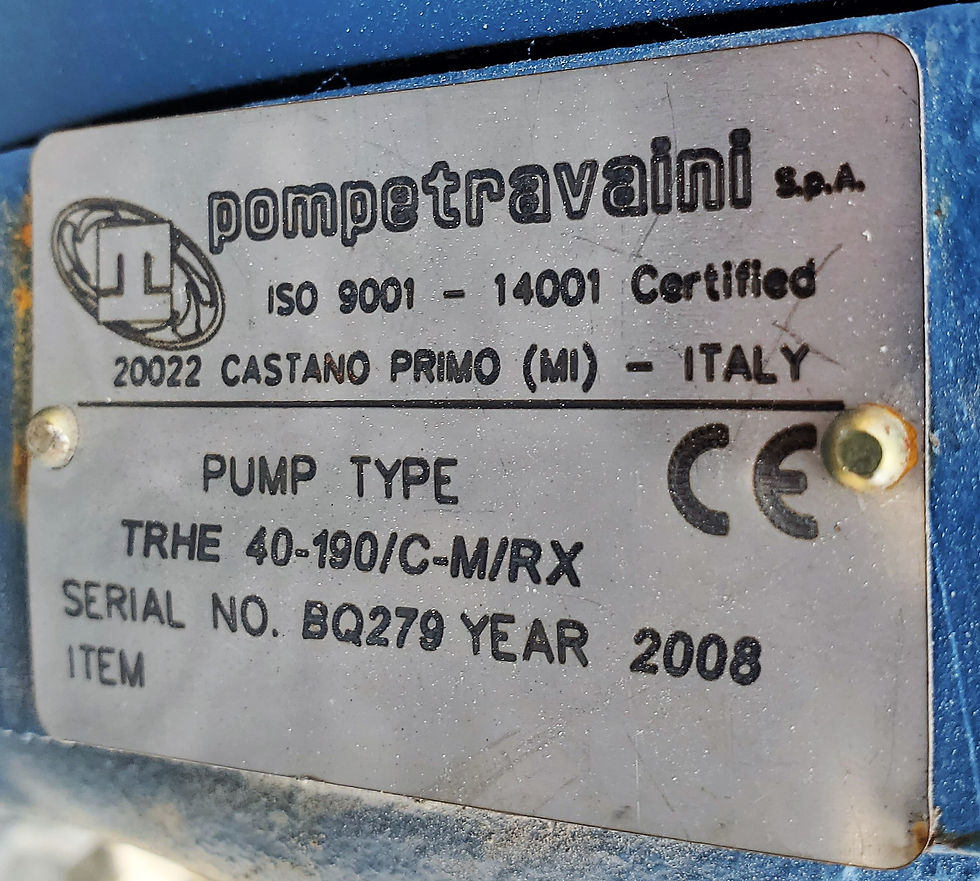 pompetravaini S.p.A.
ISO 9001 - 14001 Certified
20022 CASTANO PRIMO (MI) - ITALY
CE
PUMP TYPE
TRHE 40-190/C-M/RX
SERIAL NO. BQ279 YEAR 2008
ITEM